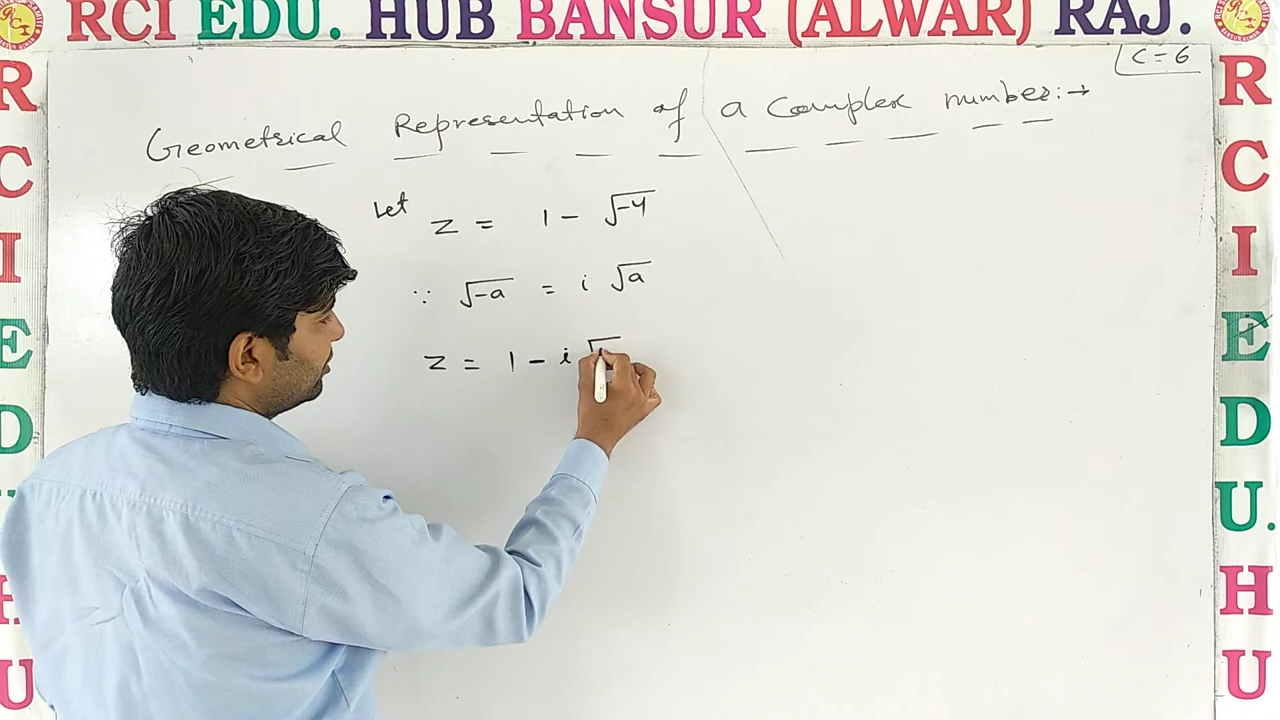 RCI EDU. HUB BANSUR (ALWAR) RAJ.
C = 6
Geometrical Representation of a Complex number:→
Let z = 1 - √-4
∵ √-a = i √a
z = 1 - i √
R
C
I
E
D
U
R
C
I
E
D
U.
H
U